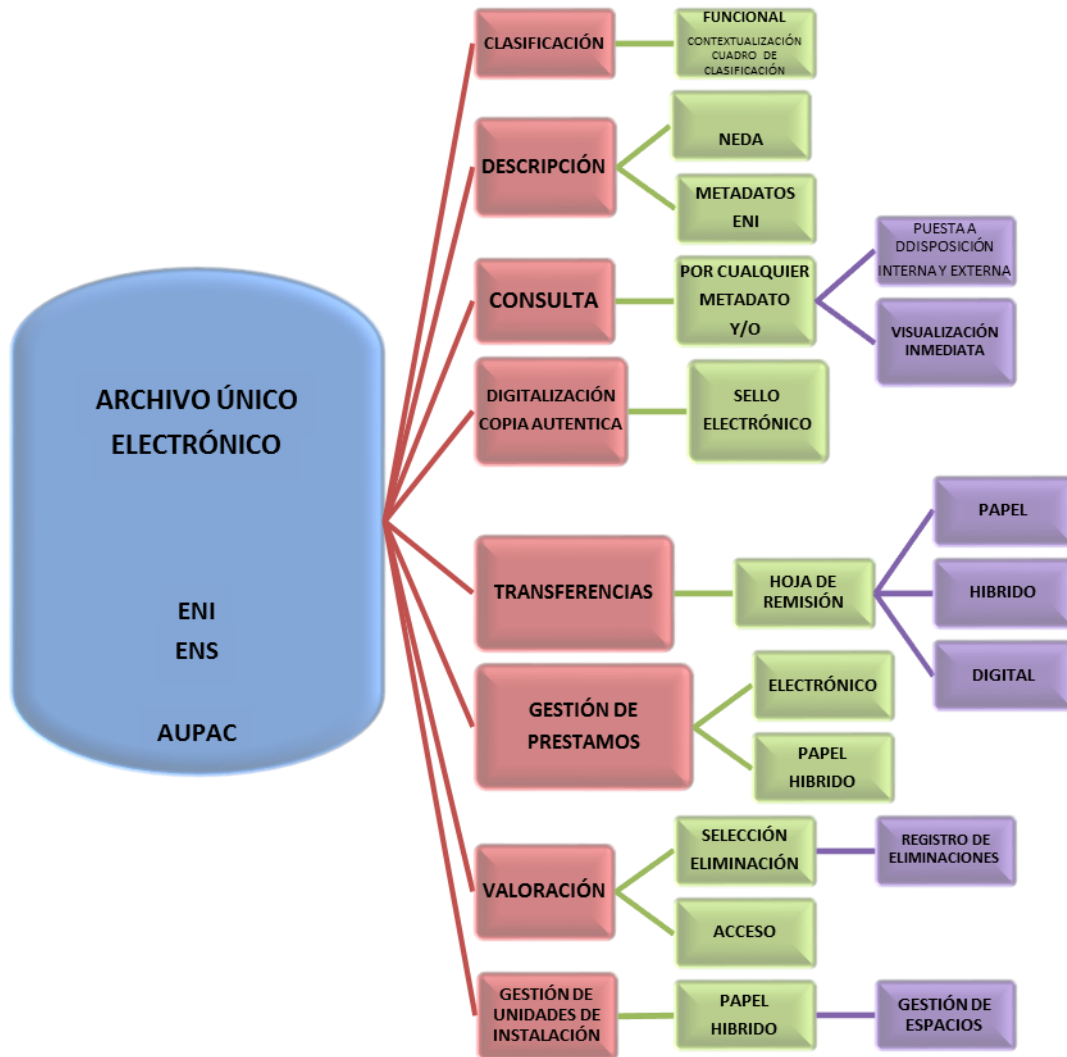 ARCHIVO ÚNICO
ELECTRÓNICO
ENI
ENS
AUPAC
CLASIFICACIÓN
FUNCIONAL
CONTEXTUALIZACIÓN
CUADRO DE
CLASIFICACIÓN
DESCRIPCIÓN
NEDA
METADATOS
ENI
CONSULTA
POR CUALQUIER
METADATO
Y/O
PUESTA A
DDISPOSICIÓN
INTERNA Y EXTERNA
VISUALIZACIÓN
INMEDIATA
DIGITALIZACIÓN
COPIA AUTENTICA
SELLO
ELECTRÓNICO
TRANSFERENCIAS
HOJA DE
REMISIÓN
PAPEL
HIBRIDO
DIGITAL
GESTIÓN DE
PRESTAMOS
ELECTRÓNICO
PAPEL
HIBRIDO
VALORACIÓN
SELECCIÓN
ELIMINACIÓN
REGISTRO DE
ELIMINACIONES
ACCESO
GESTIÓN DE
UNIDADES DE
INSTALACIÓN
PAPEL
HIBRIDO
GESTIÓN DE
ESPACIOS